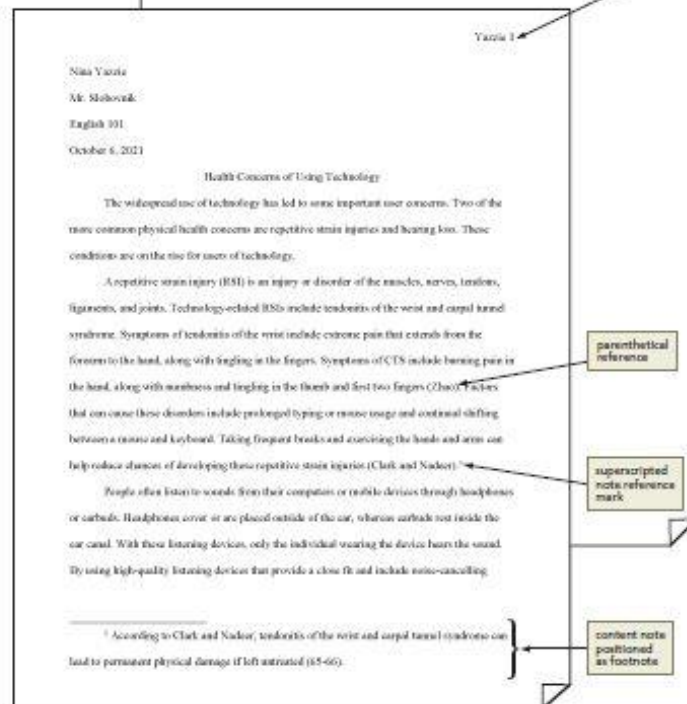 Yazzie 1
Nina Yazzie
Mr. Slobovnik
English 101
October 6, 2021
Health Concerns of Using Technology
The widespread use of technology has led to some important user concerns. Two of the
more common physical health concerns are repetitive strain injuries and hearing loss. These
conditions are on the rise for users of technology.
A repetitive strain injury (RSI) is an injury or disorder of the muscles, nerves, tendons,
ligaments, and joints. Technology-related RSIs include tendonitis of the wrist and carpal tunnel
syndrome. Symptoms of tendonitis of the wrist include extreme pain that extends from the
forearm to the hand, along with tingling in the fingers. Symptoms of CTS include burning pain in
the hand, along with numbness and tingling in the thumb and first two fingers (Zhao). Factors
that can cause these disorders include prolonged typing or mouse usage and continual shifting
between a mouse and keyboard. Taking frequent breaks and exercising the hands and arms can
help reduce chances of developing these repetitive strain injuries (Clark and Nadeer).¹
People often listen to sounds from their computers or mobile devices through headphones
or earbuds. Headphones cover or are placed outside of the ear, whereas earbuds rest inside the
ear canal. With these listening devices, only the individual wearing the device hears the sound.
By using high-quality listening devices that provide a close fit and include noise-cancelling
¹ According to Clark and Nadeer, tendonitis of the wrist and carpal tunnel syndrome can
lead to permanent physical damage if left untreated (65-66).
parenthetical
reference
superscripted
note reference
mark
content note
positioned
as footnote